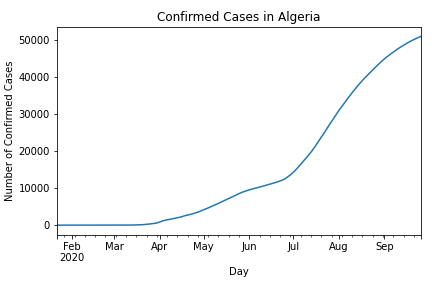 Confirmed Cases in Algeria
50000
40000
30000
20000
10000
0
Number of Confirmed Cases
Feb Mar Apr May Jun Jul Aug Sep
2020
Day